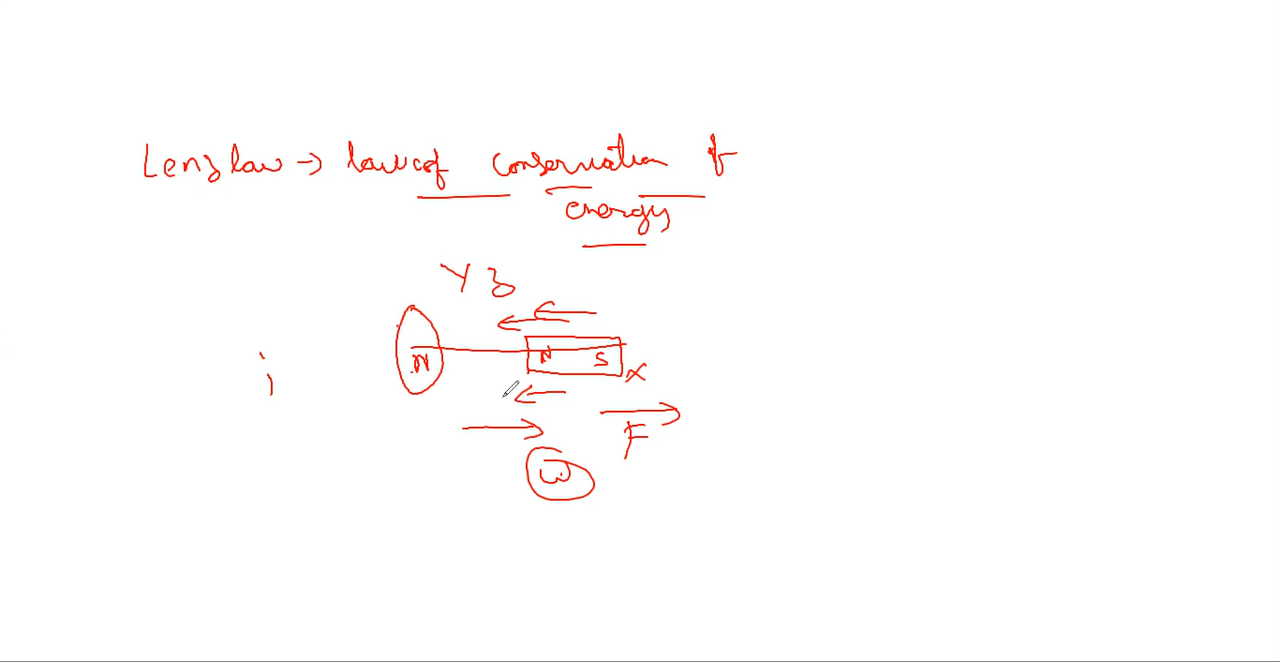 Lenz law → law of conservation of
energy
N
N S
x
F
W
i